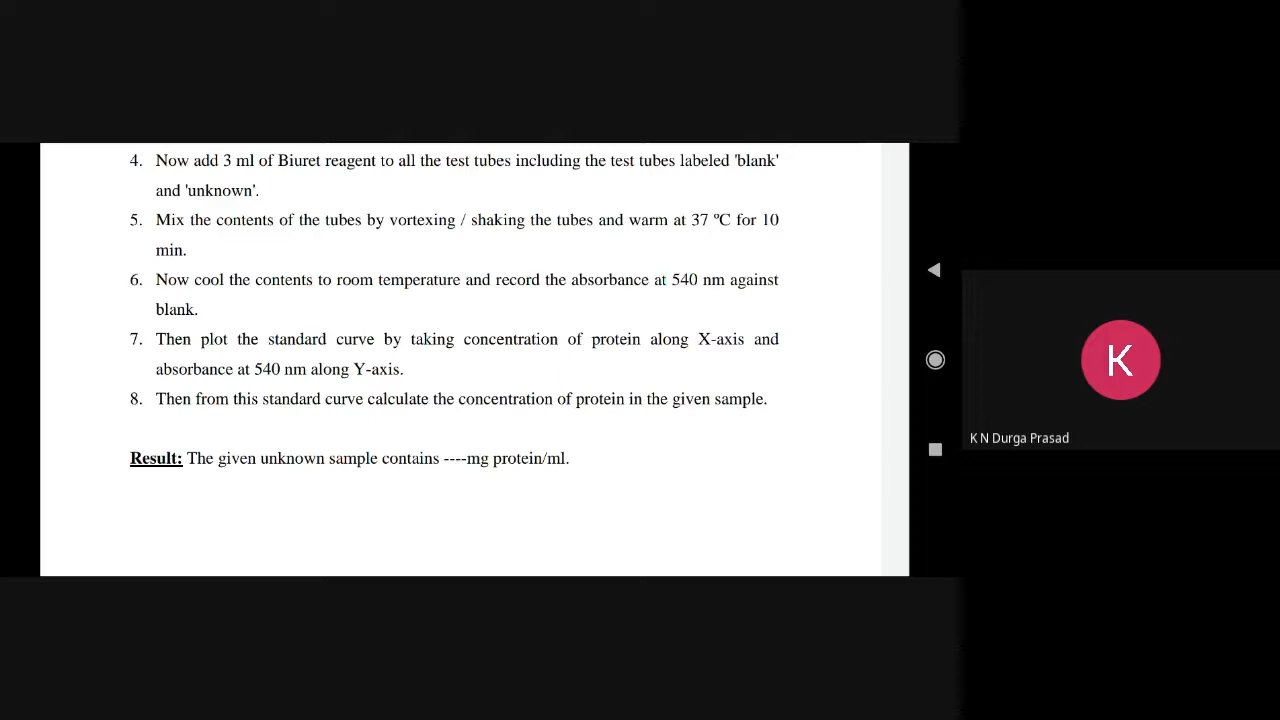 4. Now add 3 ml of Biuret reagent to all the test tubes including the test tubes labeled 'blank'
and 'unknown'.
5. Mix the contents of the tubes by vortexing / shaking the tubes and warm at 37 ºC for 10
min.
6. Now cool the contents to room temperature and record the absorbance at 540 nm against
blank.
7. Then plot the standard curve by taking concentration of protein along X-axis and
absorbance at 540 nm along Y-axis.
8. Then from this standard curve calculate the concentration of protein in the given sample.
Result: The given unknown sample contains ----mg protein/ml.
K
K N Durga Prasad